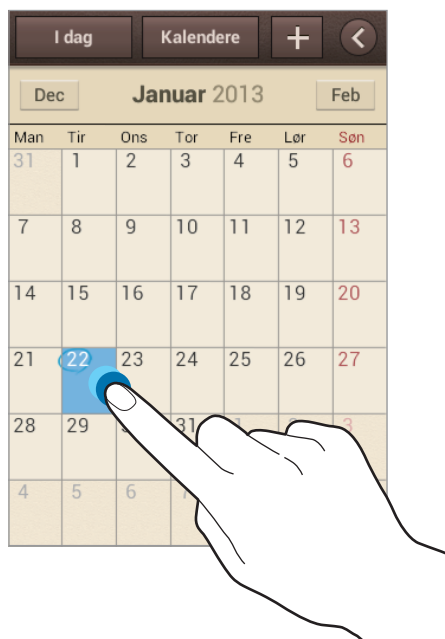 I dag Kalendere +
Dec Januar 2013 Feb
Man Tir Ons Tor Fre Lør Søn
31 1 2 3 4 5 6
7 8 9 10 11 12 13
14 15 16 17 18 19 20
21 22 23 24 25 26 27
28 29 31 1 3
4 5 6